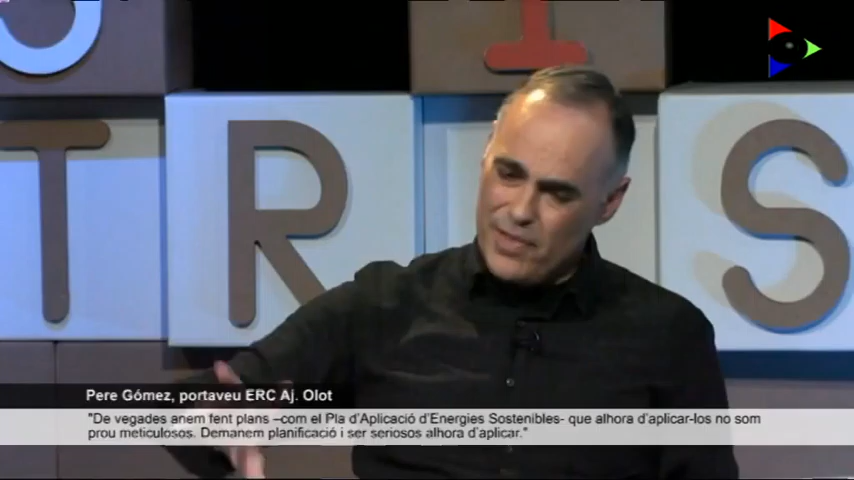 T R S
Pere Gómez, portaveu ERC Aj. Olot
"De vegades anem fent plans –com el Pla d'Aplicació d'Energies Sostenibles- que alhora d'aplicar-los no som
prou meticulosos. Demanem planificació i ser seriosos alhora d'aplicar."